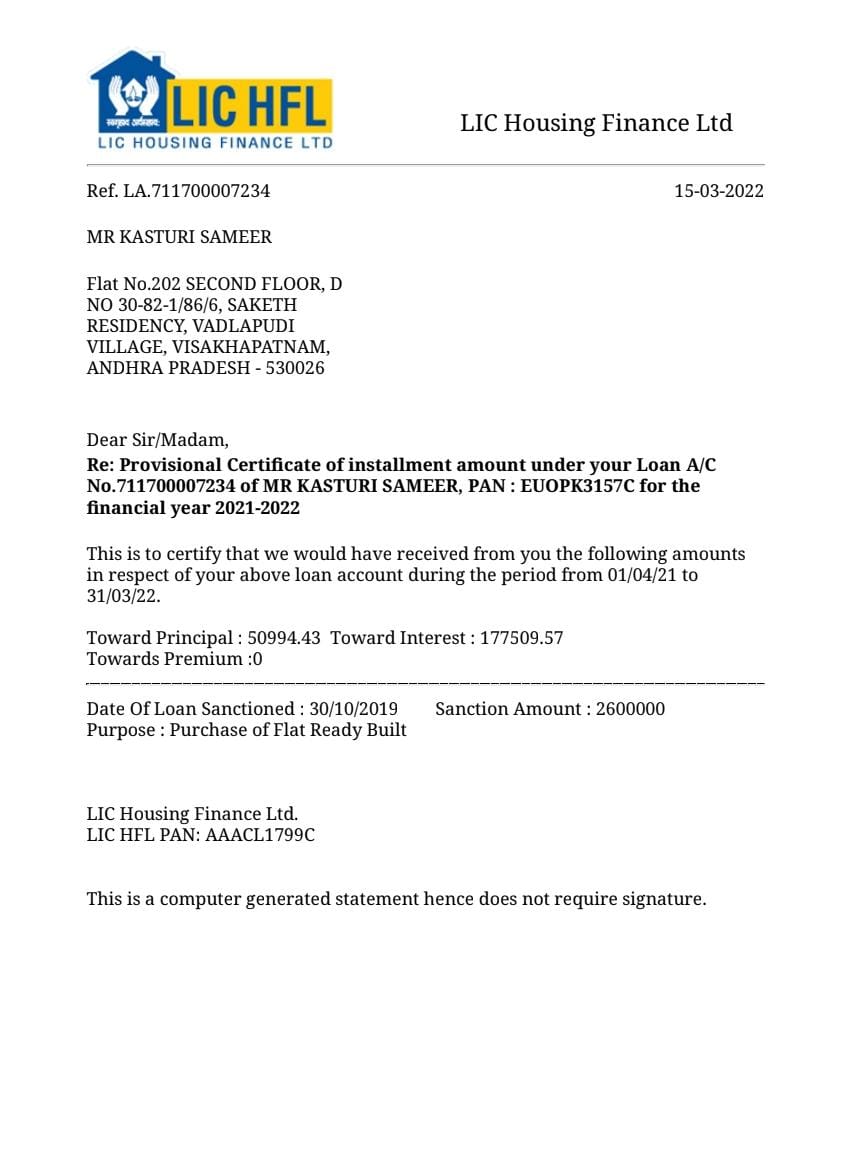 LIC HFL
LIC HOUSING FINANCE LTD
LIC Housing Finance Ltd
Ref. LA.711700007234 15-03-2022
MR KASTURI SAMEER
Flat No.202 SECOND FLOOR, D
NO 30-82-1/86/6, SAKETH
RESIDENCY, VADLAPUDI
VILLAGE, VISAKHAPATNAM,
ANDHRA PRADESH - 530026
Dear Sir/Madam,
Re: Provisional Certificate of installment amount under your Loan A/C
No.711700007234 of MR KASTURI SAMEER, PAN : EUOPK3157C for the
financial year 2021-2022
This is to certify that we would have received from you the following amounts
in respect of your above loan account during the period from 01/04/21 to
31/03/22.
Toward Principal : 50994.43 Toward Interest : 177509.57
Towards Premium :0
Date Of Loan Sanctioned : 30/10/2019 Sanction Amount : 2600000
Purpose : Purchase of Flat Ready Built
LIC Housing Finance Ltd.
LIC HFL PAN: AAACL1799C
This is a computer generated statement hence does not require signature.